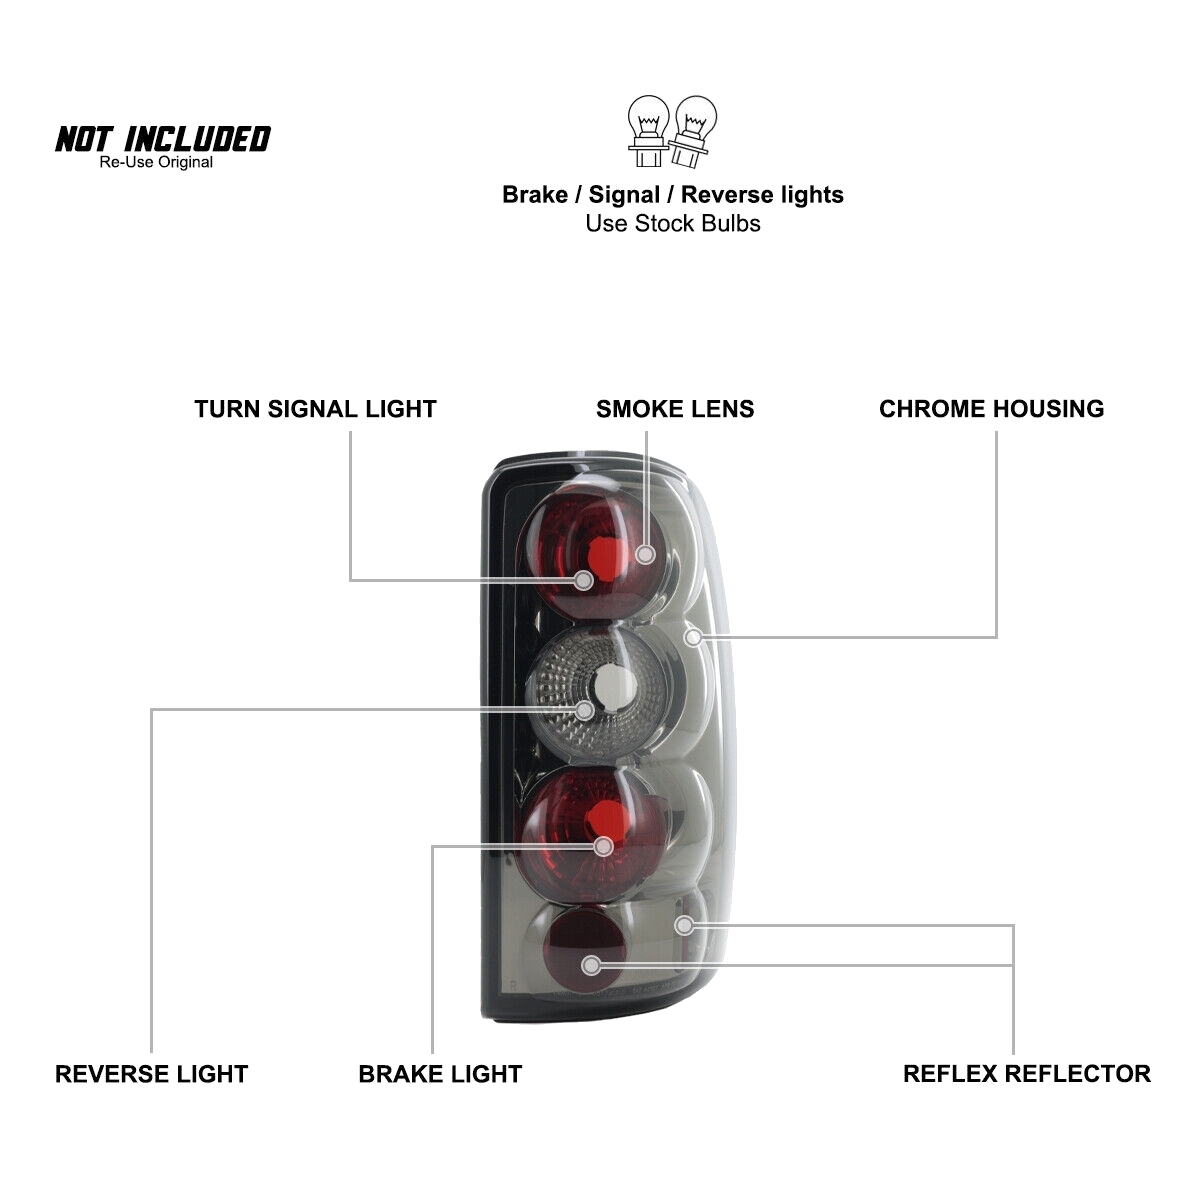 NOT INCLUDED
Re-Use Original
Brake / Signal / Reverse lights
Use Stock Bulbs
TURN SIGNAL LIGHT
SMOKE LENS
CHROME HOUSING
R
REVERSE LIGHT
BRAKE LIGHT
REFLEX REFLECTOR